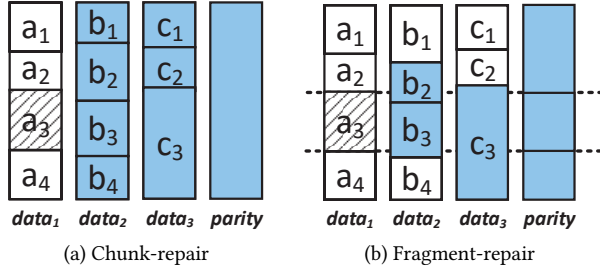 a1 b1 c1
a2 b2 c2
a3 b3 c3
a4 b4
data1 data2 data3 parity
(a) Chunk-repair
a1 b1 c1
a2 b2 c2
a3 b3 c3
a4 b4
data1 data2 data3 parity
(b) Fragment-repair